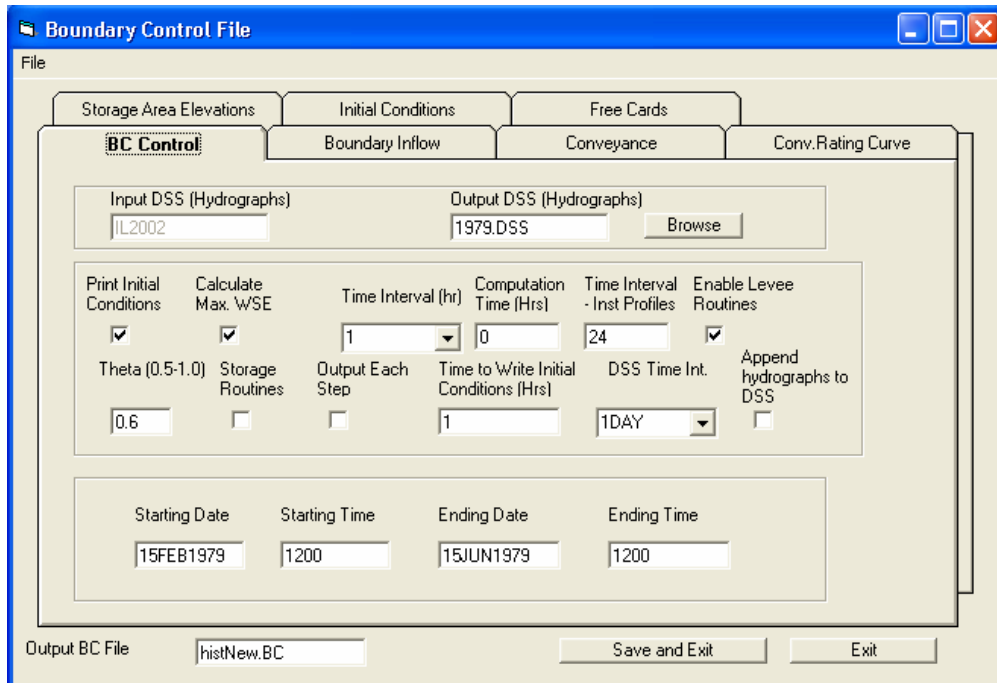 Boundary Control File
File
Storage Area Elevations Initial Conditions Free Cards
BC Control Boundary Inflow Conveyance Conv.Rating Curve
Input DSS (Hydrographs) Output DSS (Hydrographs)
IL2002 1979.DSS Browse
Print Initial Conditions
Calculate Max. WSE
Time Interval (hr)
Computation Time (Hrs)
Time Interval - Inst Profiles
Enable Levee Routines
1 0 24
Theta (0.5-1.0)
Storage Routines
Output Each Step
Time to Write Initial Conditions (Hrs)
DSS Time Int.
Append hydrographs to DSS
0.6 1 1DAY
Starting Date Starting Time Ending Date Ending Time
15FEB1979 1200 15JUN1979 1200
Output BC File histNew.BC Save and Exit Exit